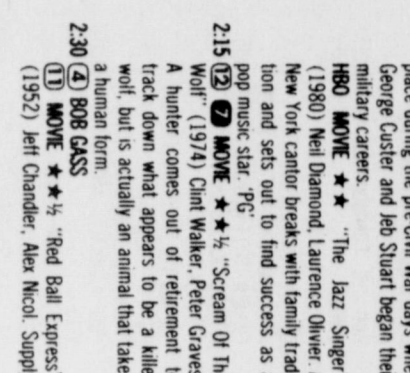 place during the pre-Civil War days when
George Custer and Jeb Stuart began their
military careers.
HBO MOVIE ★★ "The Jazz Singer
(1980) Neil Diamond, Laurence Olivier.
New York cantor breaks with family trad
tion and sets out to find success as
pop music star. 'PG'
2:15 (12) (7) MOVIE ★★½ "Scream Of Th
Wolf" (1974) Clint Walker, Peter Graves
A hunter comes out of retirement t
track down what appears to be a kille
wolf, but is actually an animal that take
a human form.
2:30 (4) BOB GASS
(11) MOVIE ★★½ "Red Ball Express
(1952) Jeff Chandler, Alex Nicol. Suppl